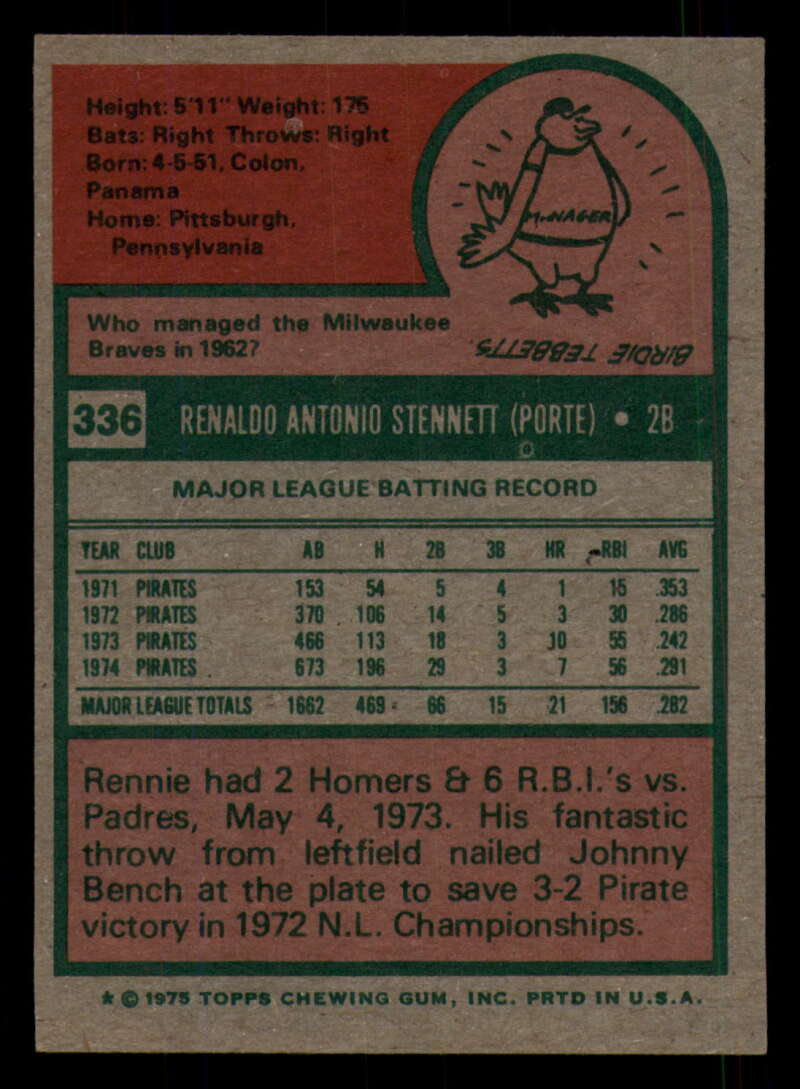 Height: 5'11" Weight: 175
Bats: Right Throws: Right
Born: 4-5-51, Colon,
Panama
Home: Pittsburgh,
Pennsylvania
MANAGER
Who managed the Milwaukee
Braves in 1962?
BIRDIE TEBBETTS.
336 RENALDO ANTONIO STENNETT (PORTE) • 2B
MAJOR LEAGUE BATTING RECORD
YEAR CLUB AB H 2B 3B HR RBI AVG
1971 PIRATES 153 54 5 4 1 15 .353
1972 PIRATES 370 106 14 5 3 30 .286
1973 PIRATES 466 113 18 3 10 55 .242
1974 PIRATES 673 196 29 3 7 56 .291
MAJOR LEAGUE TOTALS 1662 469 66 15 21 156 .282
Rennie had 2 Homers & 6 R.B.I.'s vs.
Padres, May 4, 1973. His fantastic
throw from leftfield nailed Johnny
Bench at the plate to save 3-2 Pirate
victory in 1972 N.L. Championships.
* © 1975 TOPPS CHEWING GUM, INC. PRTD IN U.S.A.